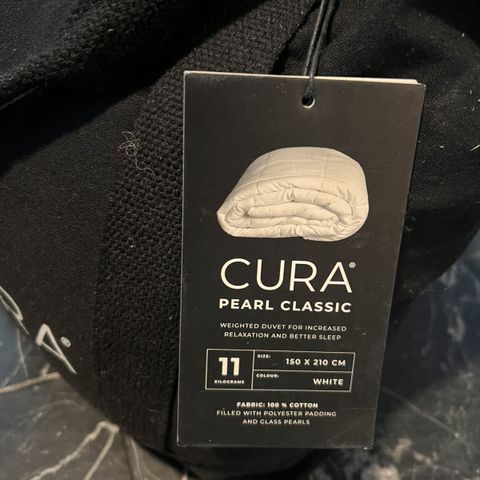 CURA®
PEARL CLASSIC
WEIGHTED DUVET FOR INCREASED
RELAXATION AND BETTER SLEEP
11
KILOGRAMS
SIZE: 150 X 210 CM
COLOUR: WHITE
FABRIC: 100 % COTTON
FILLED WITH POLYESTER PADDING
AND GLASS PEARLS